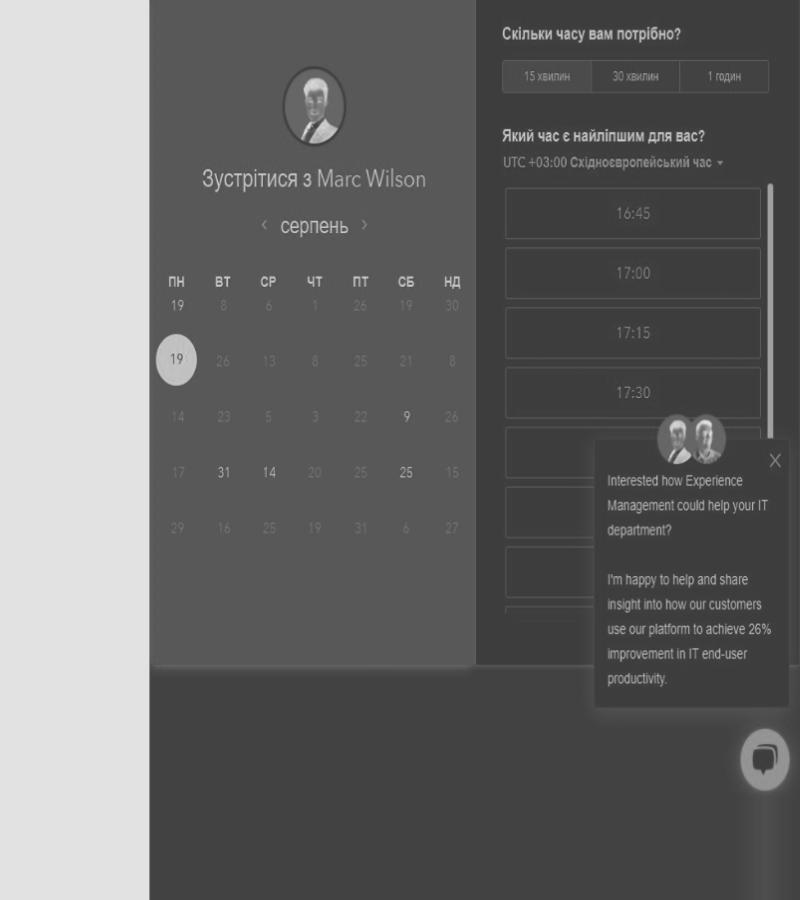 Зустрітися з Marc Wilson
серпень
ПН ВТ СР ЧТ ПТ СБ НД
19 8 6 1 26 19 30
19 26 13 8 25 21 8
14 23 5 3 22 9 26
17 31 14 20 25 25 15
29 16 25 19 31 6 27
Скільки часу вам потрібно?
15 хвилин 30 хвилин 1 годин
Який час є найліпшим для вас?
UTC +03:00 Східноєвропейський час
16:45
17:00
17:15
17:30
Interested how Experience
Management could help your IT
department?
I'm happy to help and share
insight into how our customers
use our platform to achieve 26%
improvement in IT end-user
productivity.